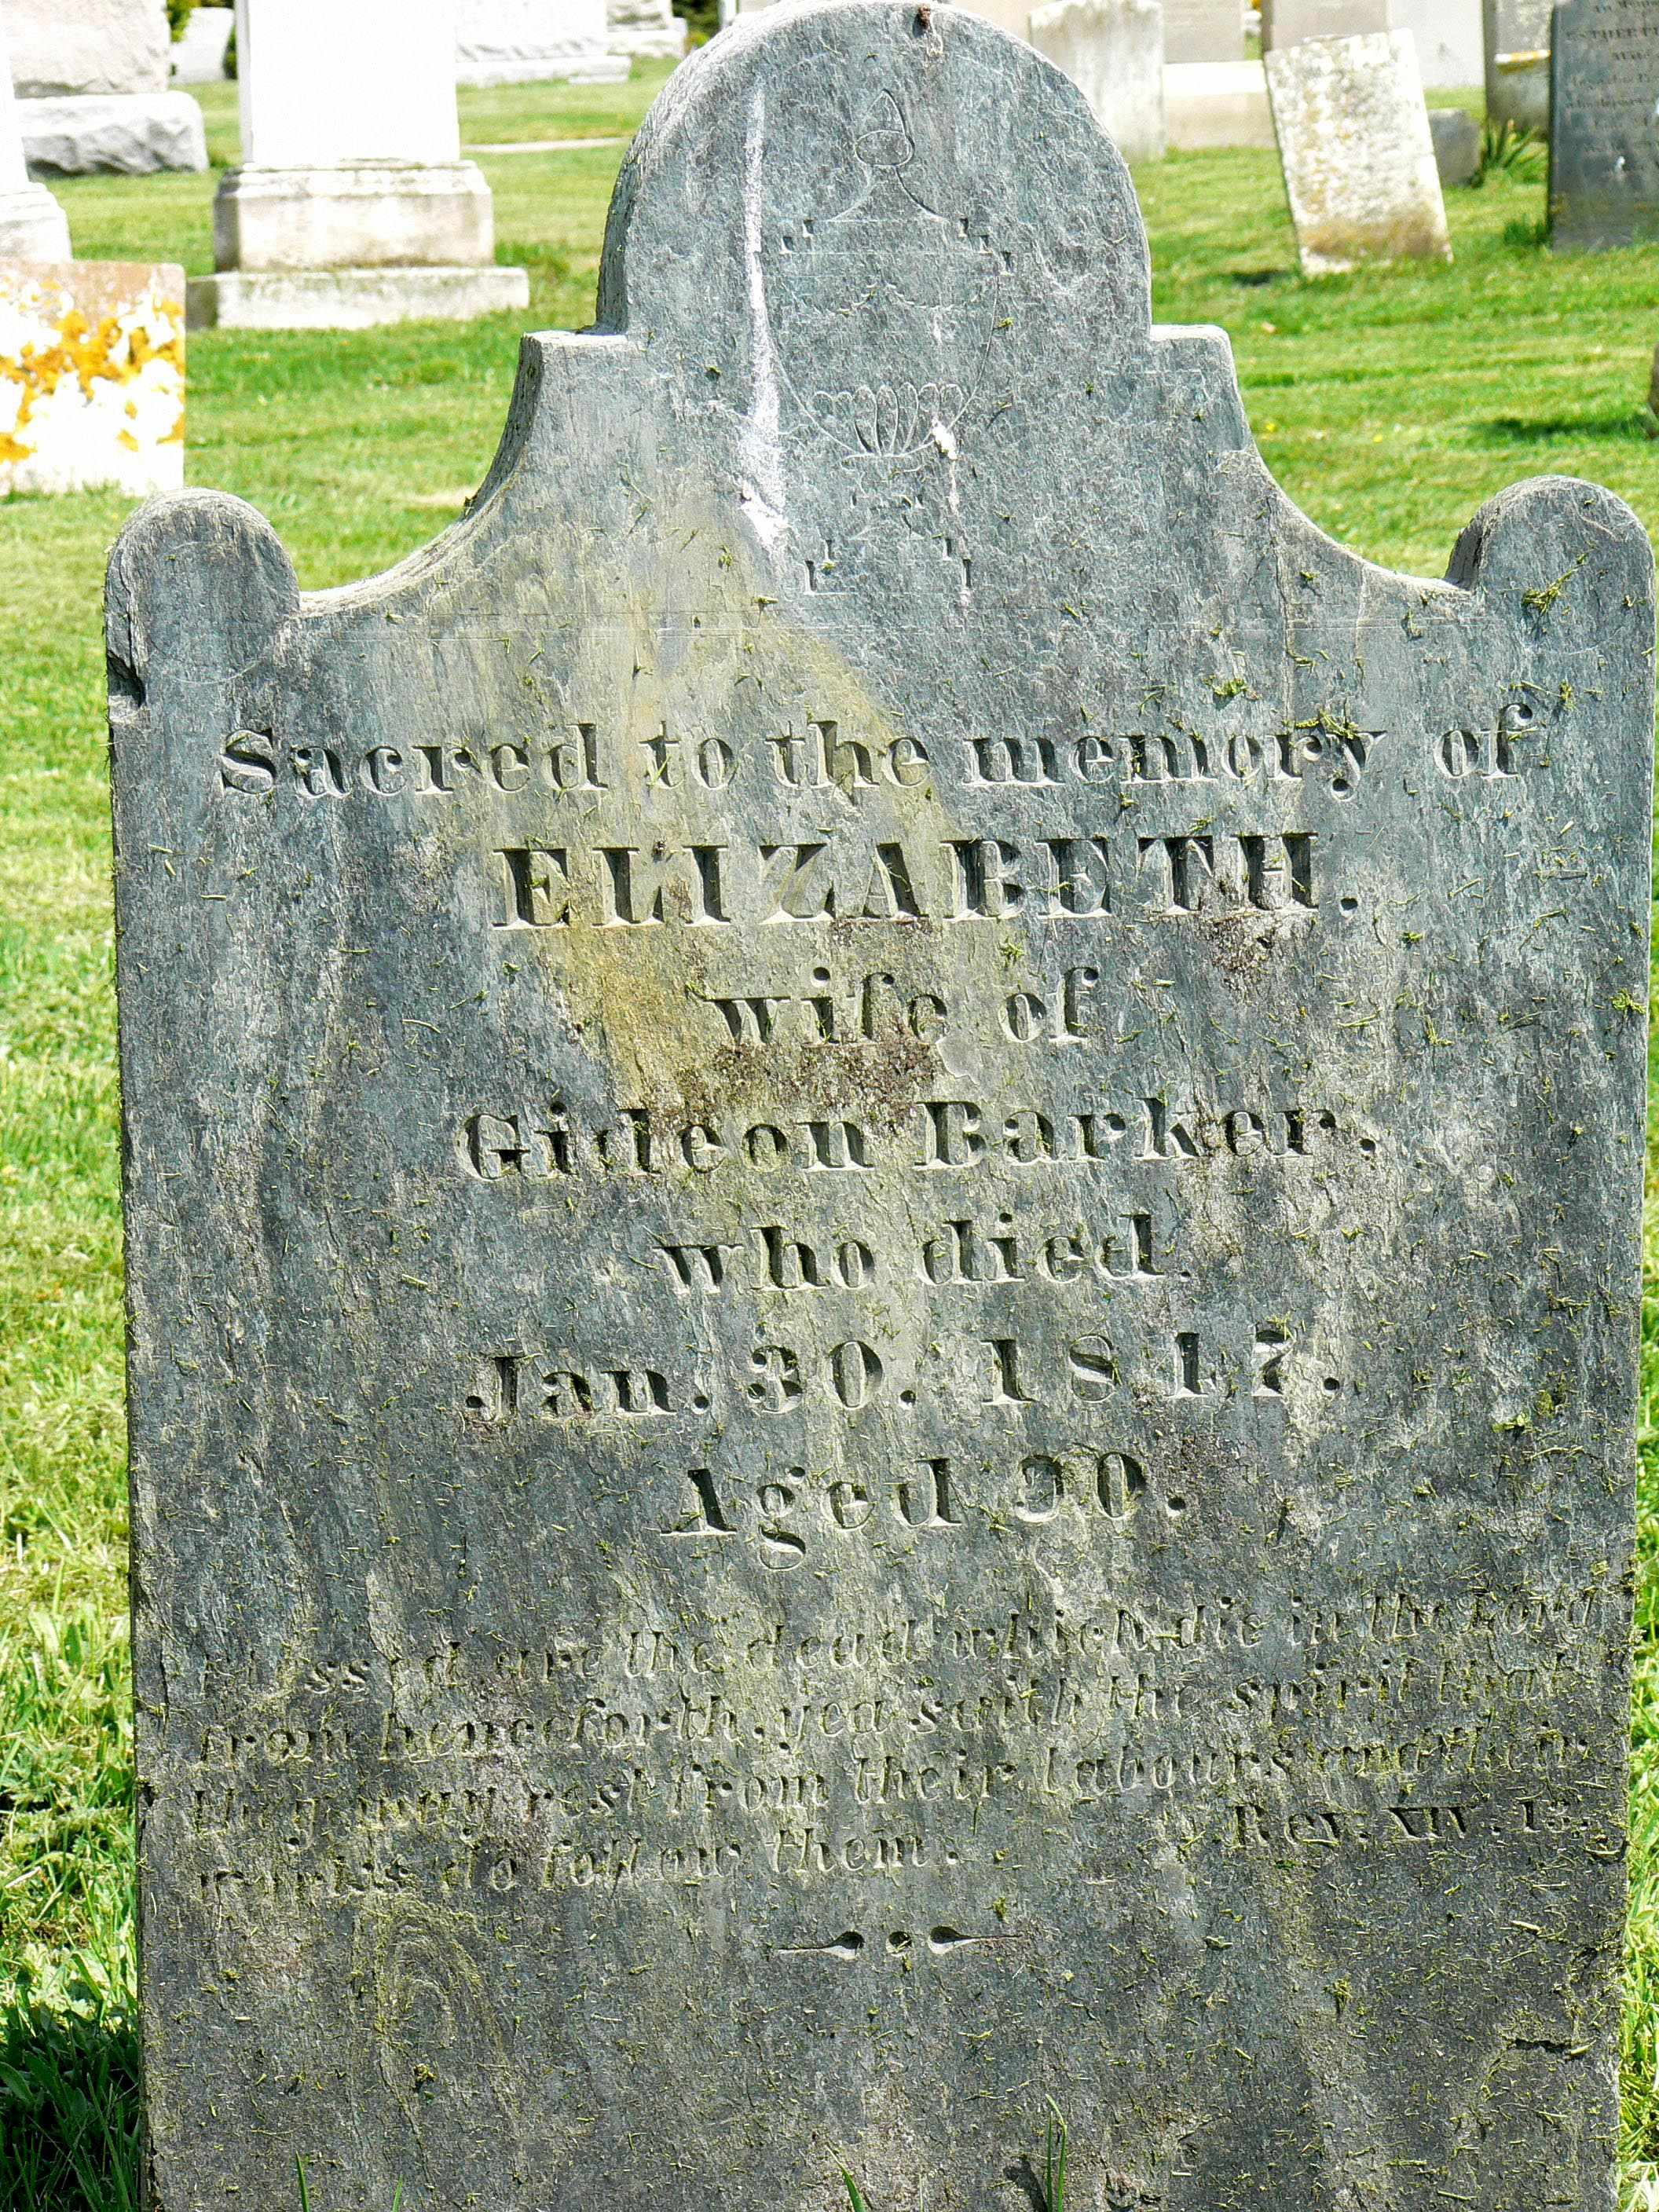 Sacred to the memory of
ELIZABETH.
wife of
Gideon Barker,
who died.
Jan. 30. 1817.
Aged 90.
Blessed are the dead which die in the Lord
from henceforth, yea saith the spirit that
they may rest from their labours and their
works do follow them. Rev. XIV. 13.
ESTHER